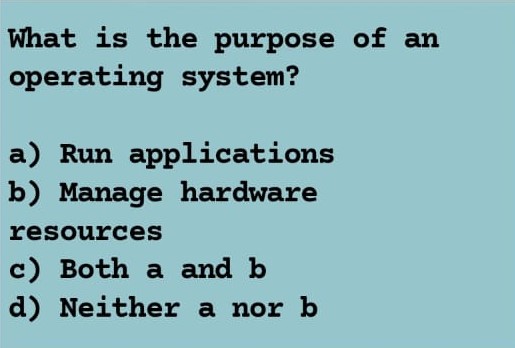 What is the purpose of an
operating system?
a) Run applications
b) Manage hardware
resources
c) Both a and b
d) Neither a nor b